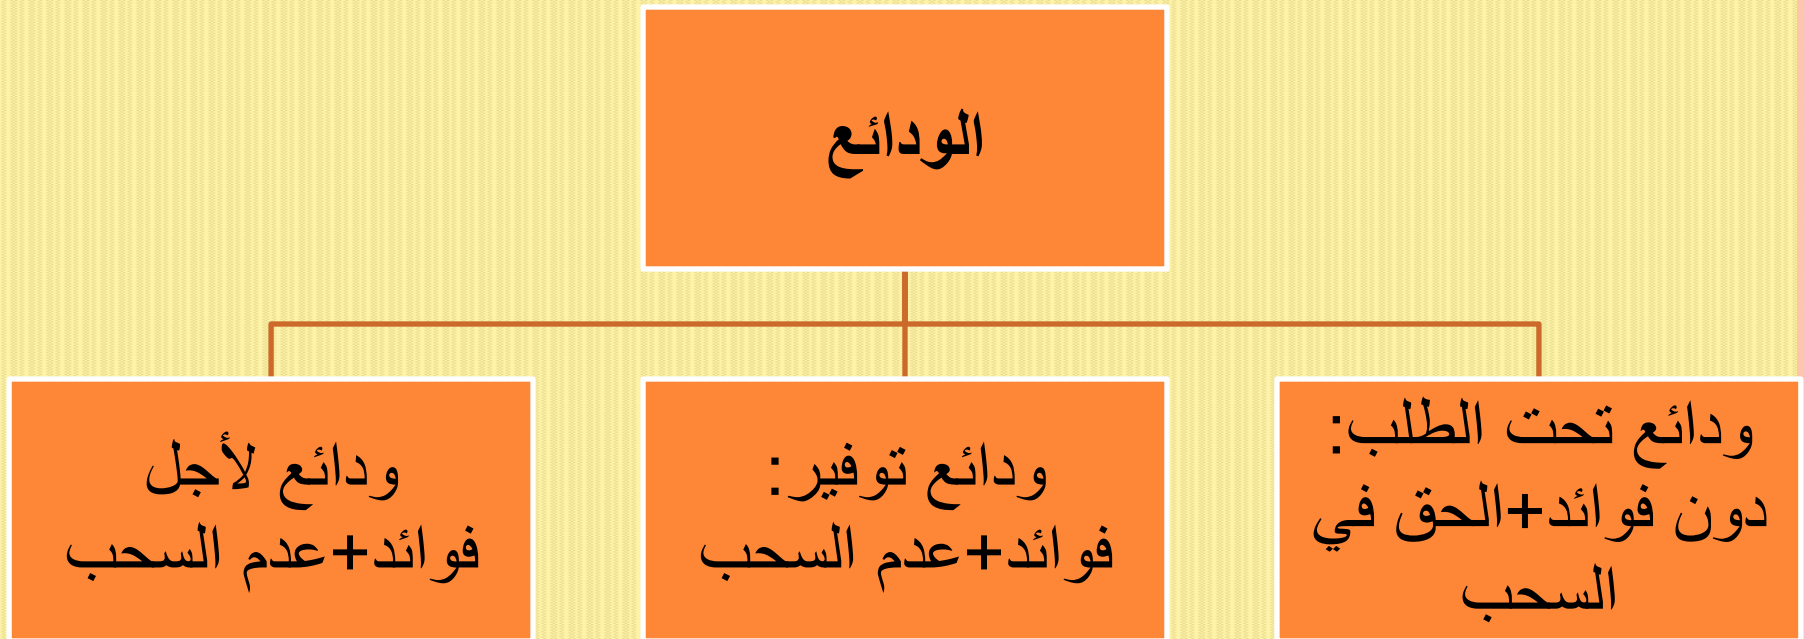 الودائع
ودائع تحت الطلب:
دون فوائد+الحق في
السحب
ودائع توفير:
فوائد+عدم السحب
ودائع لأجل
فوائد+عدم السحب